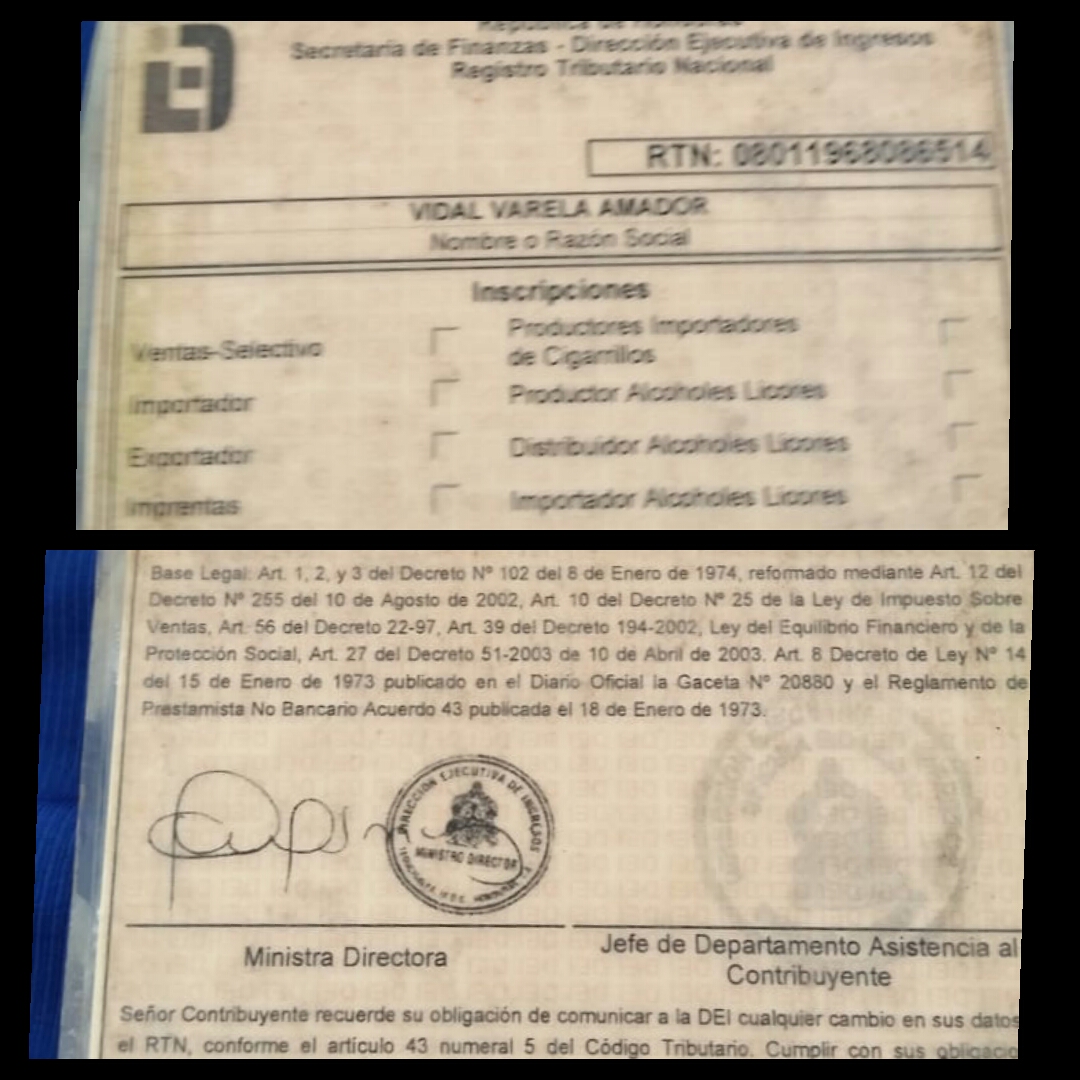 República de Honduras
Secretaría de Finanzas - Dirección Ejecutiva de Ingresos
Registro Tributario Nacional
RTN: 08011968086514
VIDAL VARELA AMADOR
Nombre o Razón Social
Inscripciones
Ventas-Selectivo
Productores Importadores
de Cigarrillos
Importador
Productor Alcoholes Licores
Exportador
Distribuidor Alcoholes Licores
Imprentas
Importador Alcoholes Licores
Base Legal: Art. 1, 2, y 3 del Decreto Nº 102 del 8 de Enero de 1974, reformado mediante Art. 12 del
Decreto Nº 255 del 10 de Agosto de 2002, Art. 10 del Decreto Nº 25 de la Ley de Impuesto Sobre
Ventas, Art. 56 del Decreto 22-97, Art. 39 del Decreto 194-2002, Ley del Equilibrio Financiero y de la
Protección Social, Art. 27 del Decreto 51-2003 de 10 de Abril de 2003. Art. 8 Decreto de Ley Nº 14
del 15 de Enero de 1973 publicado en el Diario Oficial la Gaceta Nº 20880 y el Reglamento de
Prestamista No Bancario Acuerdo 43 publicada el 18 de Enero de 1973.
DIRECCION EJECUTIVA DE INGRESOS
MINISTRO DIRECTOR
Ministra Directora
Jefe de Departamento Asistencia al
Contribuyente
Señor Contribuyente recuerde su obligación de comunicar a la DEI cualquier cambio en sus datos
el RTN, conforme el artículo 43 numeral 5 del Código Tributario. Cumplir con sus obligacio